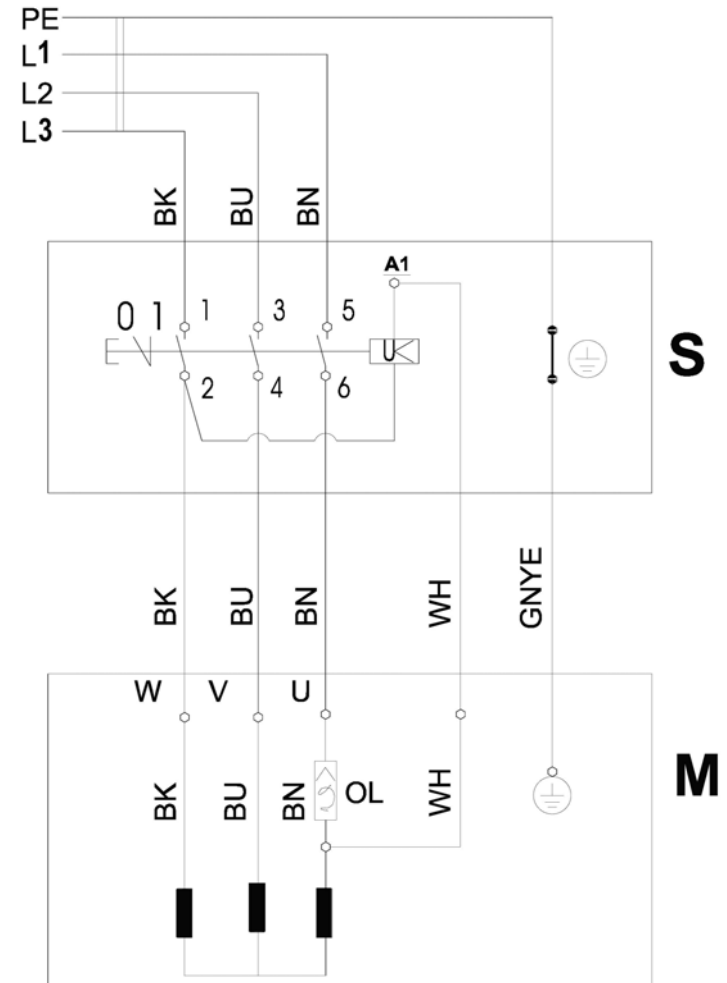 PE
L1
L2
L3
BK BU BN
A1
0 1 1 3 5
U
S
2 4 6
BK BU BN WH GNYE
W V U
M
BK BU BN OL WH